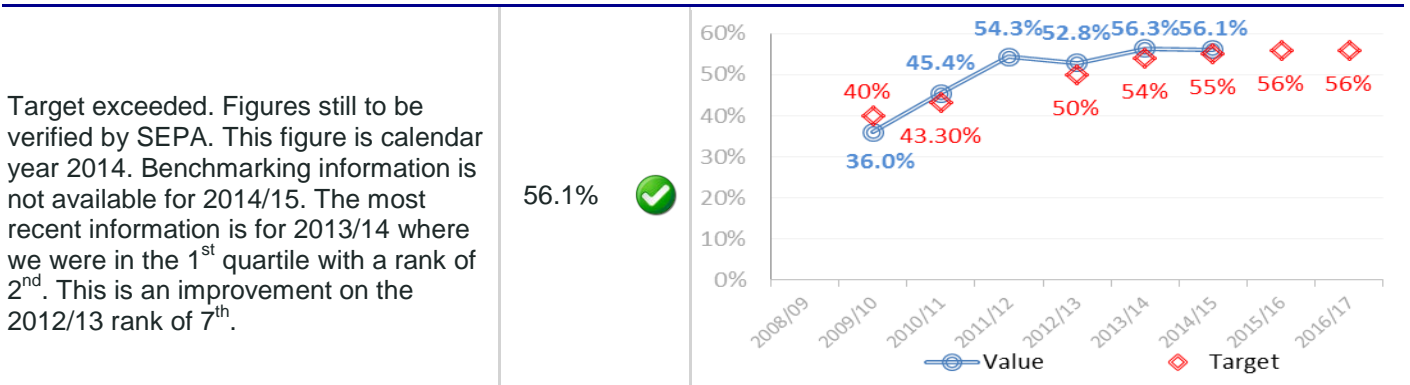 Target exceeded. Figures still to be
verified by SEPA. This figure is calendar
year 2014. Benchmarking information is
not available for 2014/15. The most
recent information is for 2013/14 where
we were in the 1st quartile with a rank of
2nd. This is an improvement on the
2012/13 rank of 7th.
56.1%
60%
50%
40%
30%
20%
10%
0%
54.3% 52.8% 56.3% 56.1%
45.4%
36.0%
40%
43.30%
50%
54%
55%
56%
56%
2008/09
2009/10
2010/11
2011/12
2012/13
2013/14
2014/15
2015/16
2016/17
Value
Target